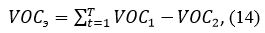 VOCэ = ∑ᵀₜ₌₁ VOC₁ − VOC₂, (14)